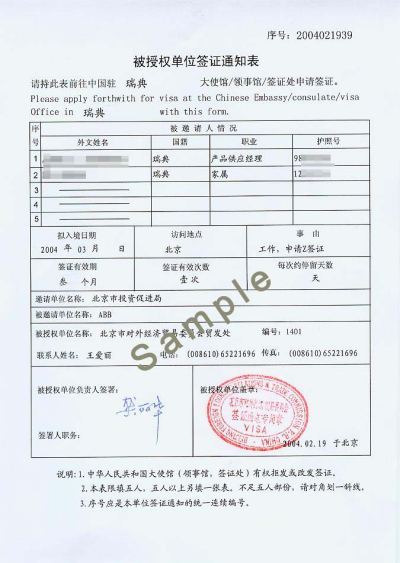 序号: 2004021939
被授权单位签证通知表
请持此表前往中国驻 瑞典 大使馆/领事馆/签证处申请签证。
Please apply forthwith for visa at the Chinese Embassy/consulate/visa
Office in 瑞典 with this form.
序号 被邀请人情况
外文姓名 国籍 职业 护照号
1 瑞典 产品供应经理 98
2 瑞典 家属 12
3
4
5
拟入境日期 访问地点 事由
2004 年 03 月 日 北京 工作, 申请Z签证
签证有效期 签证有效次数 每次约停留天数
叁 个月 壹次 天
邀请单位名称: 北京市投资促进局
被邀请单位名称: ABB
被授权单位名称: 北京市对外经济贸易委员会贸发处 编号: 1401
联系人姓名: 王爱丽 电话: (008610)65221696 传真: (008610)65221696
被授权单位负责人签署: 被授权单位盖章:
VISA
签署人职务: 2004.02.19 于北京
说明: 1. 中华人民共和国大使馆 (领事馆, 签证处) 有权拒发或改发签证。
2. 本表限填五人, 五人以上另填一张表。不足五人部份, 请对角划一斜线。
3. 序号应是本单位签证通知的统一连续编号。
Sample